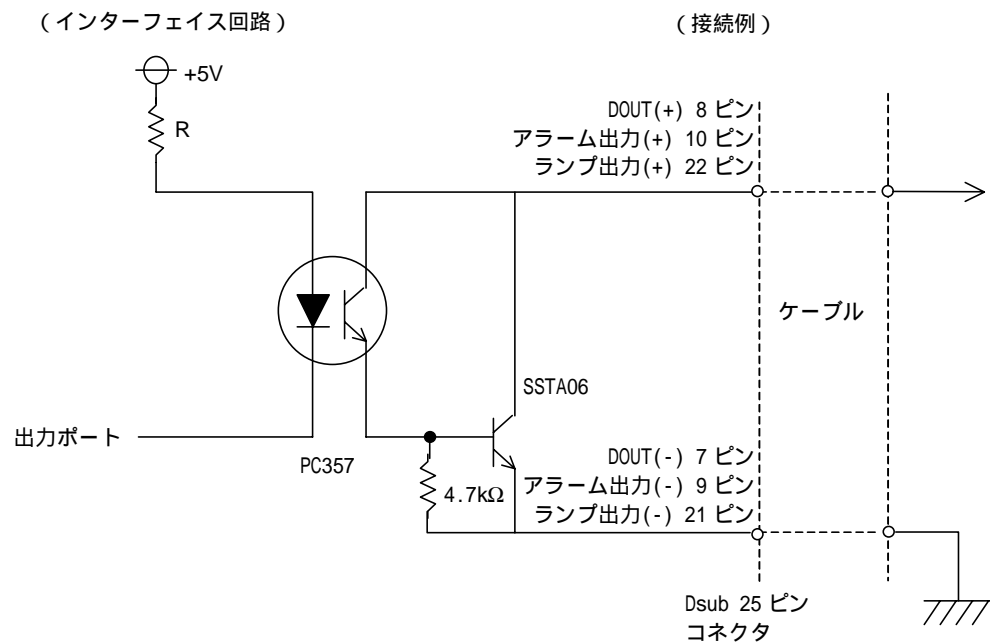 (インターフェイス回路)
(接続例)
+5V
R
DOUT(+) 8 ピン
アラーム出力(+) 10 ピン
ランプ出力(+) 22 ピン
ケーブル
SSTA06
出力ポート
PC357
4.7kΩ
DOUT(-) 7 ピン
アラーム出力(-) 9 ピン
ランプ出力(-) 21 ピン
Dsub 25 ピン
コネクタ